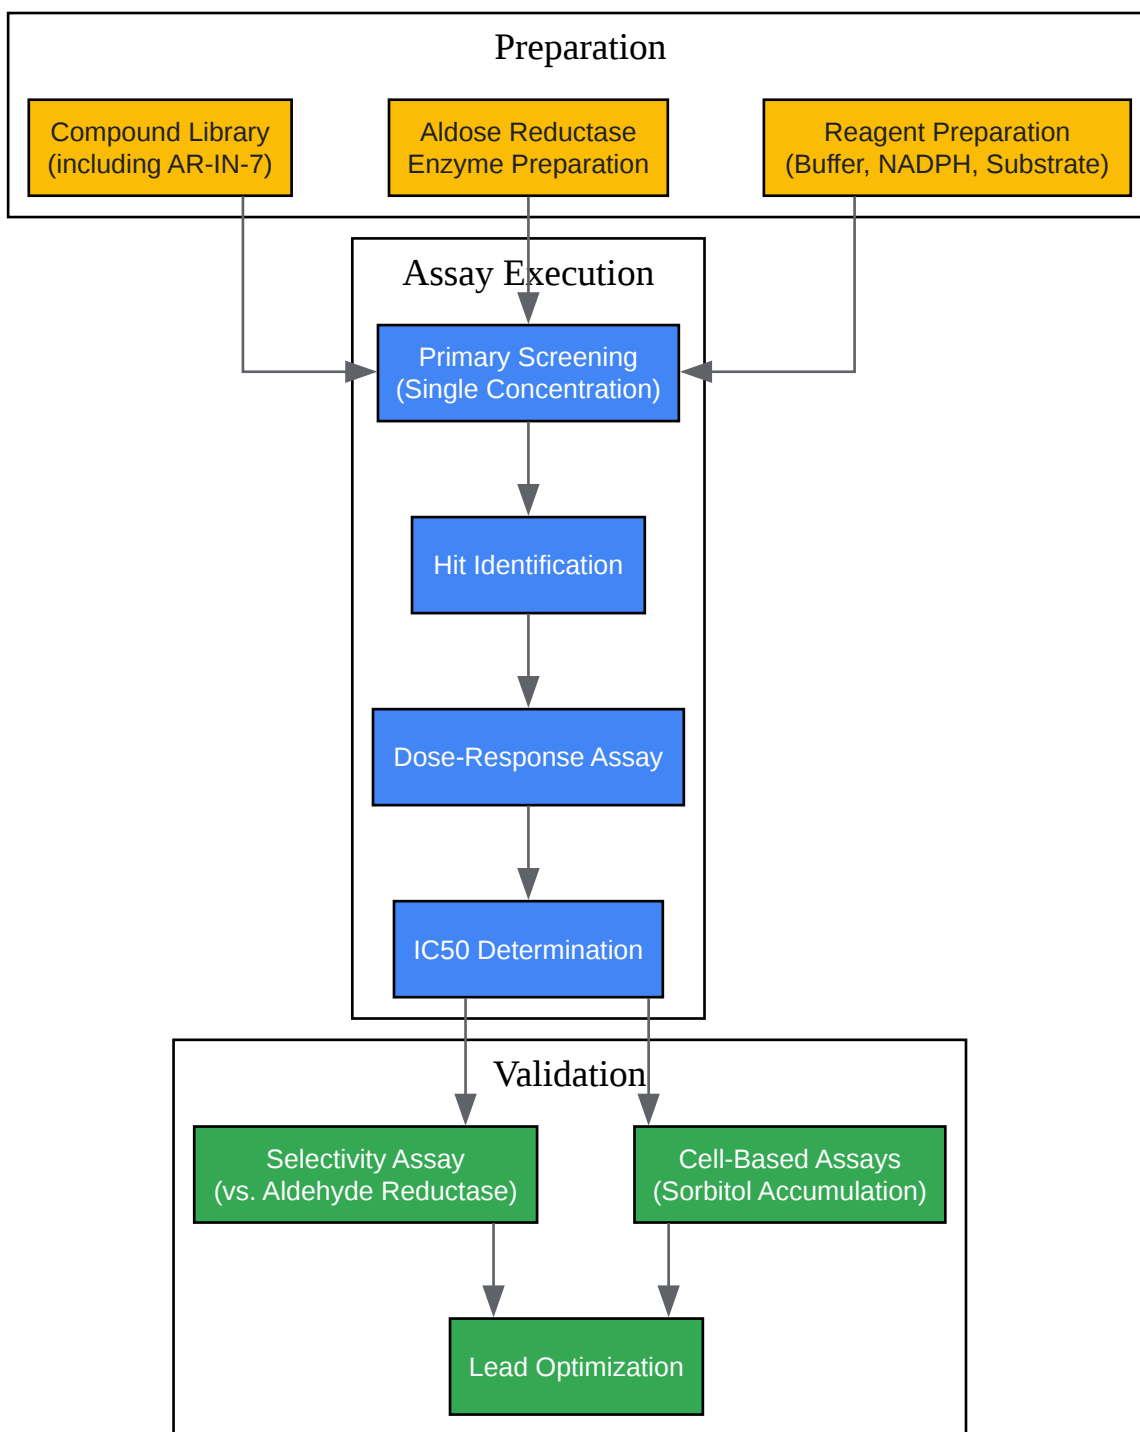 Preparation
Compound Library
(including AR-IN-7)
Aldose Reductase
Enzyme Preparation
Reagent Preparation
(Buffer, NADPH, Substrate)
Assay Execution
Primary Screening
(Single Concentration)
Hit Identification
Dose-Response Assay
IC50 Determination
Validation
Selectivity Assay
(vs. Aldehyde Reductase)
Cell-Based Assays
(Sorbitol Accumulation)
Lead Optimization